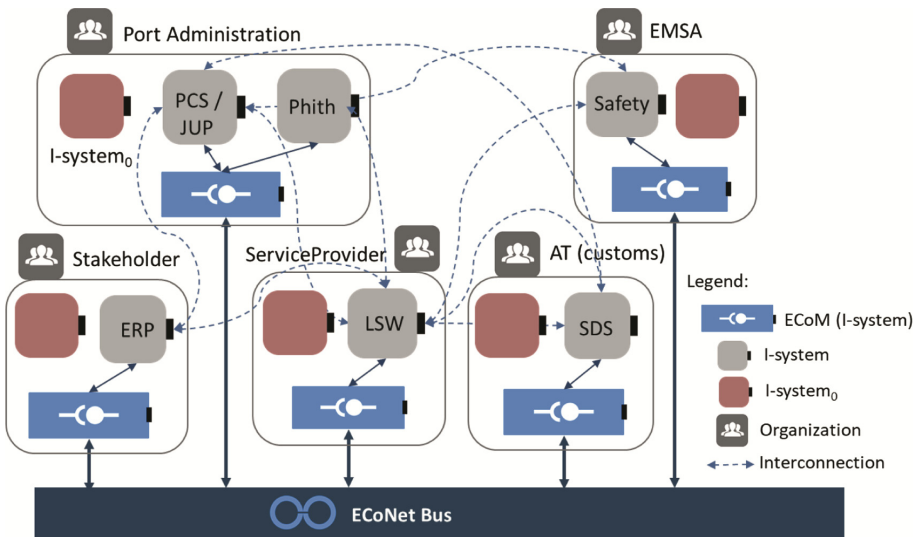 Port Administration
EMSA
PCS /
JUP
Phith
I-system₀
Safety
Stakeholder
ServiceProvider
AT (customs)
ERP
LSW
SDS
Legend:
ECoM (I-system)
I-system
I-system₀
Organization
Interconnection
ECoNet Bus